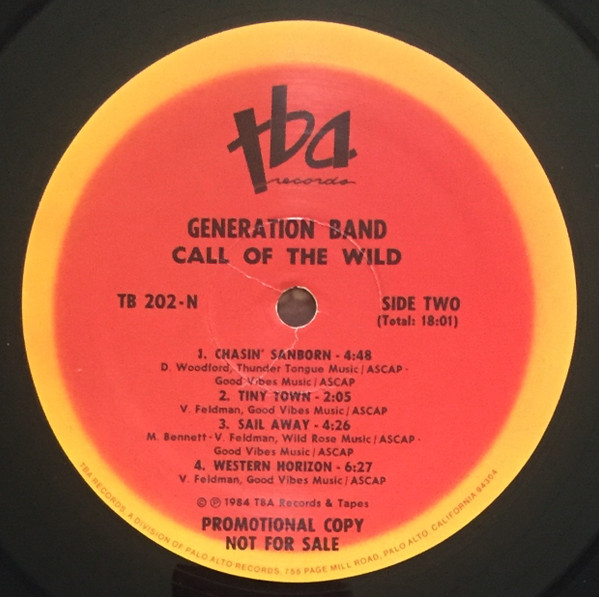 tba
records
GENERATION BAND
CALL OF THE WILD
TB 202-N
SIDE TWO
(Total: 18:01)
1. CHASIN' SANBORN - 4:48
D. Woodford, Thunder Tongue Music/ASCAP -
Good Vibes Music/ASCAP
2. TINY TOWN - 2:05
V. Feldman, Good Vibes Music/ASCAP
3. SAIL AWAY - 4:26
M. Bennett - V. Feldman, Wild Rose Music/ASCAP -
Good Vibes Music/ASCAP
4. WESTERN HORIZON - 6:27
V. Feldman, Good Vibes Music/ASCAP
© ℗ 1984 TBA Records & Tapes
PROMOTIONAL COPY
NOT FOR SALE
TBA RECORDS, A DIVISION OF PALO ALTO RECORDS, 755 PAGE MILL ROAD, PALO ALTO, CALIFORNIA 94304